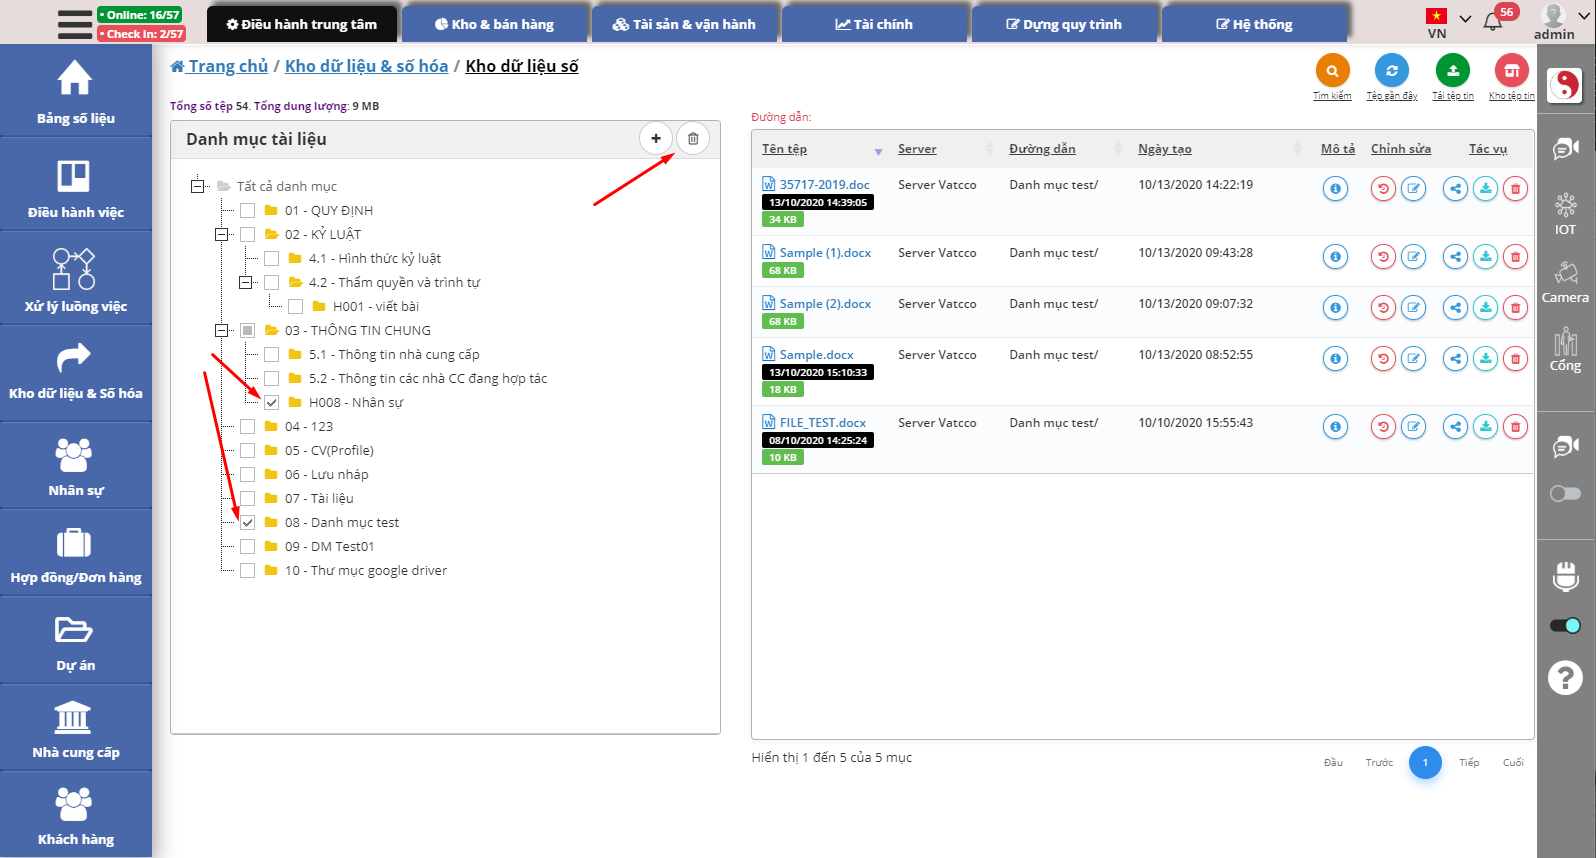 • Online: 16/57
• Check in: 2/57
Điều hành trung tâm
Kho & bán hàng
Tài sản & vận hành
Tài chính
Dựng quy trình
Hệ thống
VN
56
admin
Bảng số liệu
Điều hành việc
Xử lý luồng việc
Kho dữ liệu & Số hóa
Nhân sự
Hợp đồng/Đơn hàng
Dự án
Nhà cung cấp
Khách hàng
Trang chủ / Kho dữ liệu & số hóa / Kho dữ liệu số
Tìm kiếm
Tệp gần đây
Tải tệp tin
Kho tệp tin
Tổng số tệp 54. Tổng dung lượng: 9 MB
Danh mục tài liệu
Tất cả danh mục
01 - QUY ĐỊNH
02 - KỶ LUẬT
4.1 - Hình thức kỷ luật
4.2 - Thẩm quyền và trình tự
H001 - viết bài
03 - THÔNG TIN CHUNG
5.1 - Thông tin nhà cung cấp
5.2 - Thông tin các nhà CC đang hợp tác
H008 - Nhân sự
04 - 123
05 - CV(Profile)
06 - Lưu nháp
07 - Tài liệu
08 - Danh mục test
09 - DM Test01
10 - Thư mục google driver
Đường dẫn:
Tên tệp Server Đường dẫn Ngày tạo Mô tả Chỉnh sửa Tác vụ
35717-2019.doc Server Vatcco Danh mục test/ 10/13/2020 14:22:19
13/10/2020 14:39:05
34 KB
Sample (1).docx Server Vatcco Danh mục test/ 10/13/2020 09:43:28
68 KB
Sample (2).docx Server Vatcco Danh mục test/ 10/13/2020 09:07:32
68 KB
Sample.docx Server Vatcco Danh mục test/ 10/13/2020 08:52:55
13/10/2020 15:10:33
18 KB
FILE_TEST.docx Server Vatcco Danh mục test/ 10/10/2020 15:55:43
08/10/2020 14:25:24
10 KB
Hiển thị 1 đến 5 của 5 mục
Đầu Trước 1 Tiếp Cuối
IOT
Camera
Cổng